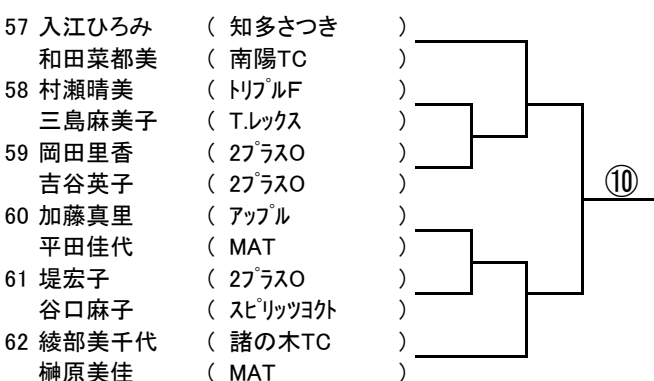 57 入江ひろみ ( 知多さつき )
和田菜都美 ( 南陽TC )
58 村瀬晴美 ( ﾄﾘﾌﾟﾙF )
三島麻美子 ( T.ﾚｯｸｽ )
59 岡田里香 ( 2ﾌﾟﾗｽO )
吉谷英子 ( 2ﾌﾟﾗｽO )
⑩
60 加藤真里 ( ｱｯﾌﾟﾙ )
平田佳代 ( MAT )
61 堤宏子 ( 2ﾌﾟﾗｽO )
谷口麻子 ( ｽﾋﾟﾘｯﾂﾖｸﾄ )
62 綾部美千代 ( 諸の木TC )
榊原美佳 ( MAT )